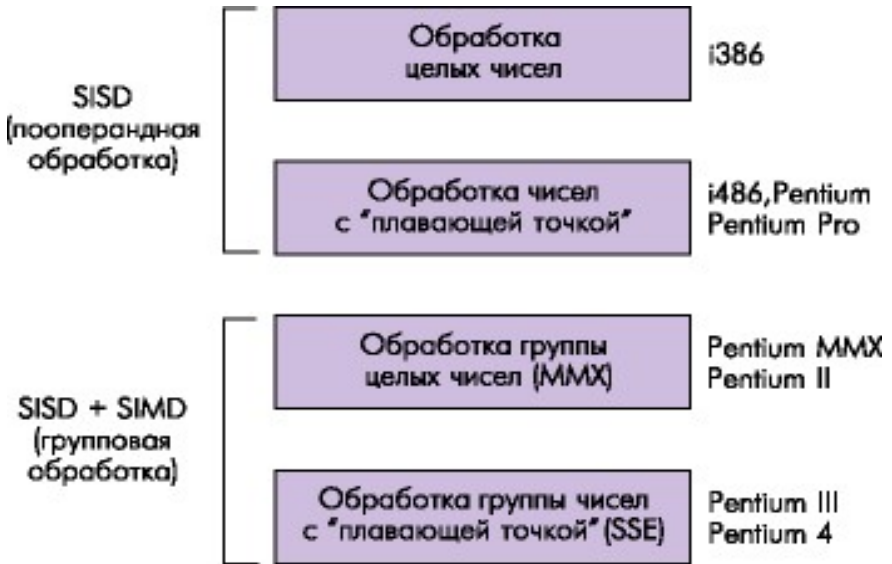 Обработка
целых чисел
i386
SISD
(пооперандная
обработка)
Обработка чисел
с "плавающей точкой"
i486,Pentium
Pentium Pro
Обработка группы
целых чисел (MMX)
Pentium MMX
Pentium II
SISD + SIMD
(групповая
обработка)
Обработка группы чисел
с "плавающей точкой" (SSE)
Pentium III
Pentium 4